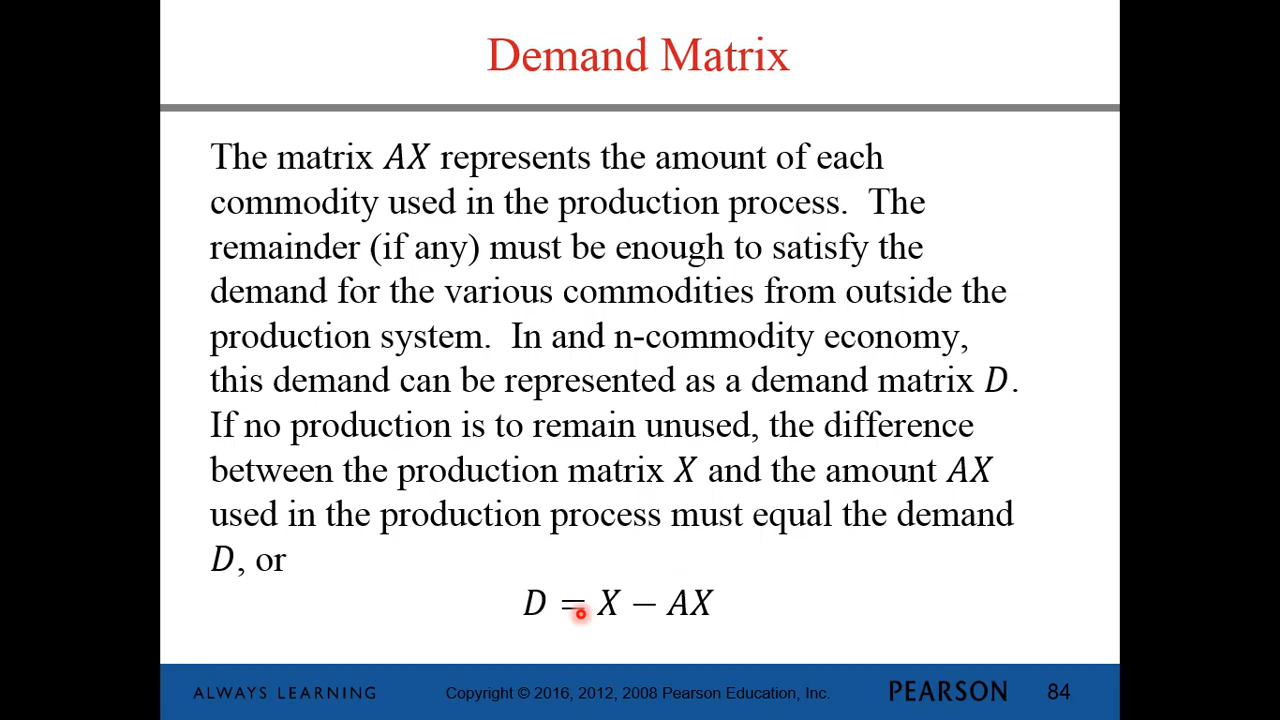 Demand Matrix
The matrix AX represents the amount of each
commodity used in the production process.  The
remainder (if any) must be enough to satisfy the
demand for the various commodities from outside the
production system.  In and n-commodity economy,
this demand can be represented as a demand matrix D.
If no production is to remain unused, the difference
between the production matrix X and the amount AX
used in the production process must equal the demand
D, or
D = X − AX
ALWAYS LEARNING
Copyright © 2016, 2012, 2008 Pearson Education, Inc.
PEARSON
84